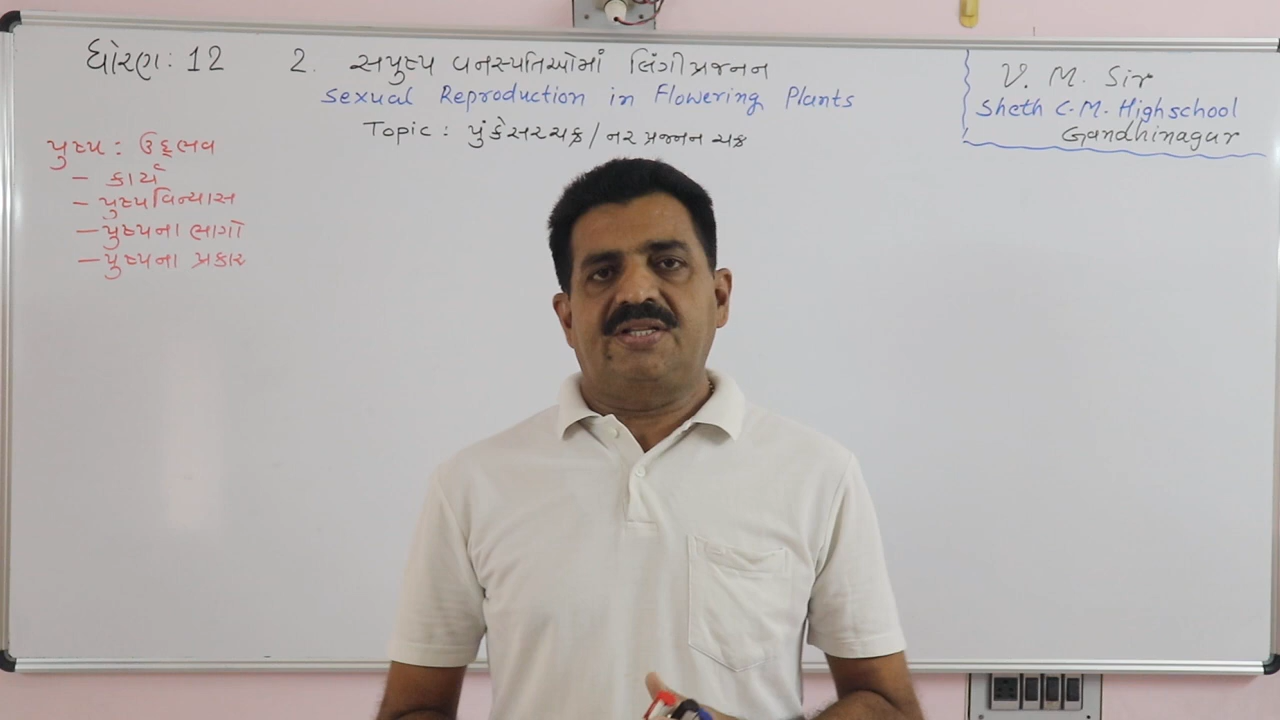 ધોરણ: 12
2. સપુષ્પ વનસ્પતિઓમાં લિંગીપ્રજનન
Sexual Reproduction in Flowering Plants
Topic: પુંકેસરચક્ર/નર પ્રજનન ચક્ર
V. M. Sir
Sheth C.M. Highschool
Gandhinagar
પુષ્પ: ઉદ્ભવ
- કાર્ય
- પુષ્પવિન્યાસ
- પુષ્પના ભાગો
- પુષ્પના પ્રકાર